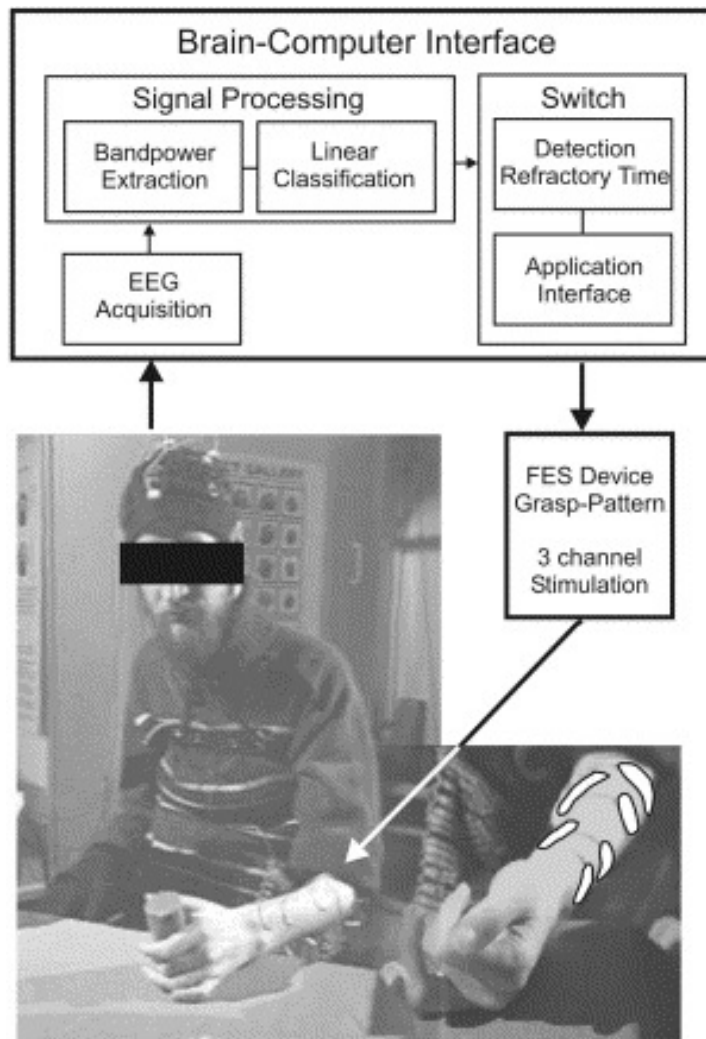 Brain-Computer Interface
Signal Processing
Bandpower
Extraction
Linear
Classification
EEG
Acquisition
Switch
Detection
Refractory Time
Application
Interface
FES Device
Grasp-Pattern
3 channel
Stimulation